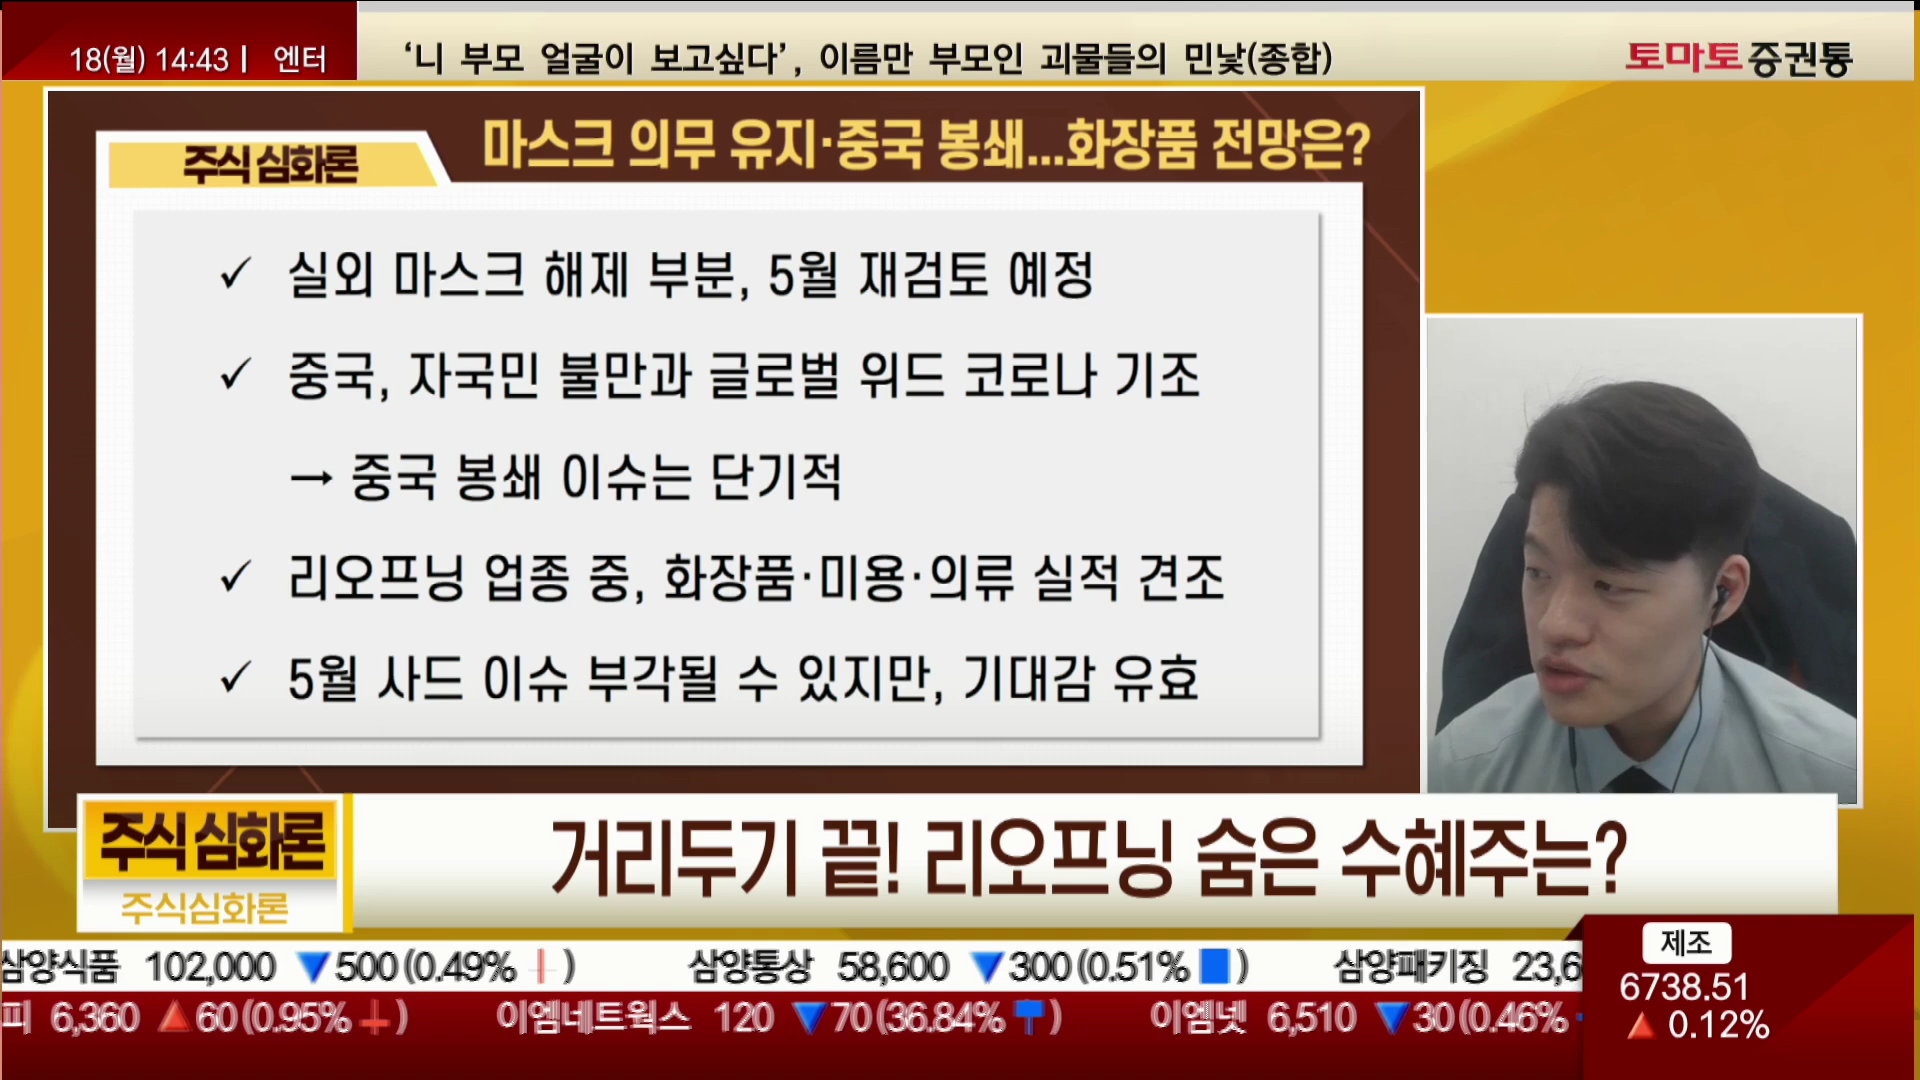 18(월) 14:43 | 엔터
‘니 부모 얼굴이 보고싶다’, 이름만 부모인 괴물들의 민낯(종합)
토마토증권통
주식 심화론
마스크 의무 유지·중국 봉쇄...화장품 전망은?
✓ 실외 마스크 해제 부분, 5월 재검토 예정
✓ 중국, 자국민 불만과 글로벌 위드 코로나 기조
→ 중국 봉쇄 이슈는 단기적
✓ 리오프닝 업종 중, 화장품·미용·의류 실적 견조
✓ 5월 사드 이슈 부각될 수 있지만, 기대감 유효
주식 심화론
주식심화론
거리두기 끝! 리오프닝 숨은 수혜주는?
삼양식품 102,000 ▼500(0.49% ) 삼양통상 58,600 ▼300(0.51% ) 삼양패키징 23,6
피 6,360 ▲60(0.95% ) 이엠네트웍스 120 ▼70(36.84% ) 이엠넷 6,510 ▼30(0.46%
제조
6738.51
▲ 0.12%